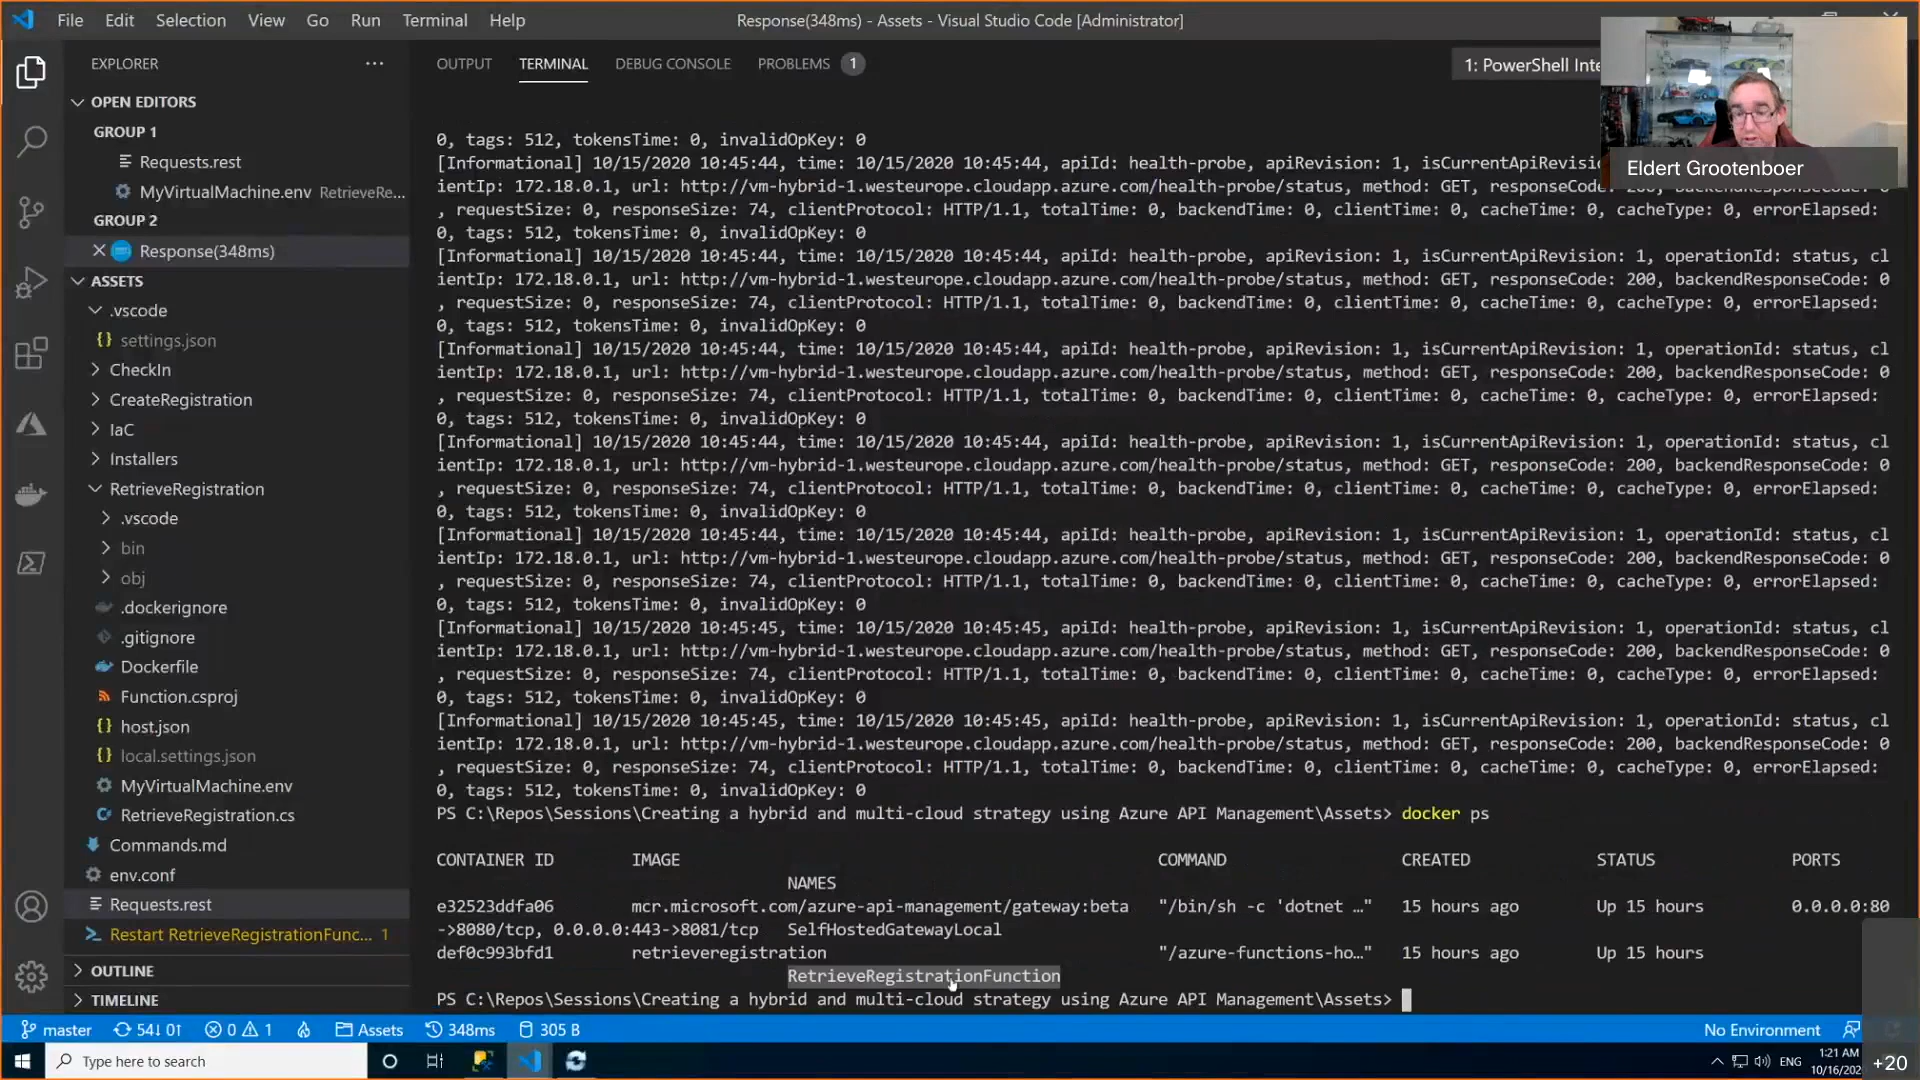 File Edit Selection View Go Run Terminal Help
Response(348ms) - Assets - Visual Studio Code [Administrator]
EXPLORER
OUTPUT TERMINAL DEBUG CONSOLE PROBLEMS 1
1: PowerShell Inte
OPEN EDITORS
GROUP 1
Requests.rest
MyVirtualMachine.env RetrieveRe...
GROUP 2
Response(348ms)
ASSETS
.vscode
settings.json
CheckIn
CreateRegistration
IaC
Installers
RetrieveRegistration
.vscode
bin
obj
.dockerignore
.gitignore
Dockerfile
Function.csproj
host.json
local.settings.json
MyVirtualMachine.env
RetrieveRegistration.cs
Commands.md
env.conf
Requests.rest
Restart RetrieveRegistrationFunc... 1
OUTLINE
TIMELINE
0, tags: 512, tokensTime: 0, invalidOpKey: 0
[Informational] 10/15/2020 10:45:44, time: 10/15/2020 10:45:44, apiId: health-probe, apiRevision: 1, isCurrentApiRevisi
ientIp: 172.18.0.1, url: http://vm-hybrid-1.westeurope.cloudapp.azure.com/health-probe/status, method: GET, responseCode: 200, backendResponseCode: 0
, requestSize: 0, responseSize: 74, clientProtocol: HTTP/1.1, totalTime: 0, backendTime: 0, clientTime: 0, cacheTime: 0, cacheType: 0, errorElapsed:
0, tags: 512, tokensTime: 0, invalidOpKey: 0
[Informational] 10/15/2020 10:45:44, time: 10/15/2020 10:45:44, apiId: health-probe, apiRevision: 1, isCurrentApiRevision: 1, operationId: status, cl
ientIp: 172.18.0.1, url: http://vm-hybrid-1.westeurope.cloudapp.azure.com/health-probe/status, method: GET, responseCode: 200, backendResponseCode: 0
, requestSize: 0, responseSize: 74, clientProtocol: HTTP/1.1, totalTime: 0, backendTime: 0, clientTime: 0, cacheTime: 0, cacheType: 0, errorElapsed:
0, tags: 512, tokensTime: 0, invalidOpKey: 0
[Informational] 10/15/2020 10:45:44, time: 10/15/2020 10:45:44, apiId: health-probe, apiRevision: 1, isCurrentApiRevision: 1, operationId: status, cl
ientIp: 172.18.0.1, url: http://vm-hybrid-1.westeurope.cloudapp.azure.com/health-probe/status, method: GET, responseCode: 200, backendResponseCode: 0
, requestSize: 0, responseSize: 74, clientProtocol: HTTP/1.1, totalTime: 0, backendTime: 0, clientTime: 0, cacheTime: 0, cacheType: 0, errorElapsed:
0, tags: 512, tokensTime: 0, invalidOpKey: 0
[Informational] 10/15/2020 10:45:44, time: 10/15/2020 10:45:44, apiId: health-probe, apiRevision: 1, isCurrentApiRevision: 1, operationId: status, cl
ientIp: 172.18.0.1, url: http://vm-hybrid-1.westeurope.cloudapp.azure.com/health-probe/status, method: GET, responseCode: 200, backendResponseCode: 0
, requestSize: 0, responseSize: 74, clientProtocol: HTTP/1.1, totalTime: 0, backendTime: 0, clientTime: 0, cacheTime: 0, cacheType: 0, errorElapsed:
0, tags: 512, tokensTime: 0, invalidOpKey: 0
[Informational] 10/15/2020 10:45:44, time: 10/15/2020 10:45:44, apiId: health-probe, apiRevision: 1, isCurrentApiRevision: 1, operationId: status, cl
ientIp: 172.18.0.1, url: http://vm-hybrid-1.westeurope.cloudapp.azure.com/health-probe/status, method: GET, responseCode: 200, backendResponseCode: 0
, requestSize: 0, responseSize: 74, clientProtocol: HTTP/1.1, totalTime: 0, backendTime: 0, clientTime: 0, cacheTime: 0, cacheType: 0, errorElapsed:
0, tags: 512, tokensTime: 0, invalidOpKey: 0
[Informational] 10/15/2020 10:45:45, time: 10/15/2020 10:45:45, apiId: health-probe, apiRevision: 1, isCurrentApiRevision: 1, operationId: status, cl
ientIp: 172.18.0.1, url: http://vm-hybrid-1.westeurope.cloudapp.azure.com/health-probe/status, method: GET, responseCode: 200, backendResponseCode: 0
, requestSize: 0, responseSize: 74, clientProtocol: HTTP/1.1, totalTime: 0, backendTime: 0, clientTime: 0, cacheTime: 0, cacheType: 0, errorElapsed:
0, tags: 512, tokensTime: 0, invalidOpKey: 0
[Informational] 10/15/2020 10:45:45, time: 10/15/2020 10:45:45, apiId: health-probe, apiRevision: 1, isCurrentApiRevision: 1, operationId: status, cl
ientIp: 172.18.0.1, url: http://vm-hybrid-1.westeurope.cloudapp.azure.com/health-probe/status, method: GET, responseCode: 200, backendResponseCode: 0
, requestSize: 0, responseSize: 74, clientProtocol: HTTP/1.1, totalTime: 0, backendTime: 0, clientTime: 0, cacheTime: 0, cacheType: 0, errorElapsed:
0, tags: 512, tokensTime: 0, invalidOpKey: 0
PS C:\Repos\Sessions\Creating a hybrid and multi-cloud strategy using Azure API Management\Assets> docker ps
CONTAINER ID IMAGE COMMAND CREATED STATUS PORTS
NAMES
e32523ddfa06 mcr.microsoft.com/azure-api-management/gateway:beta "/bin/sh -c 'dotnet …" 15 hours ago Up 15 hours 0.0.0.0:80
->8080/tcp, 0.0.0.0:443->8081/tcp SelfHostedGatewayLocal
def0c993bfd1 retrieveregistration "/azure-functions-ho…" 15 hours ago Up 15 hours
RetrieveRegistrationFunction
PS C:\Repos\Sessions\Creating a hybrid and multi-cloud strategy using Azure API Management\Assets>
Eldert Grootenboer
master 54↓ 0↑ 0 1 Assets 348ms 305 B No Environment
Type here to search
ENG
1:21 AM
10/16/202
+20